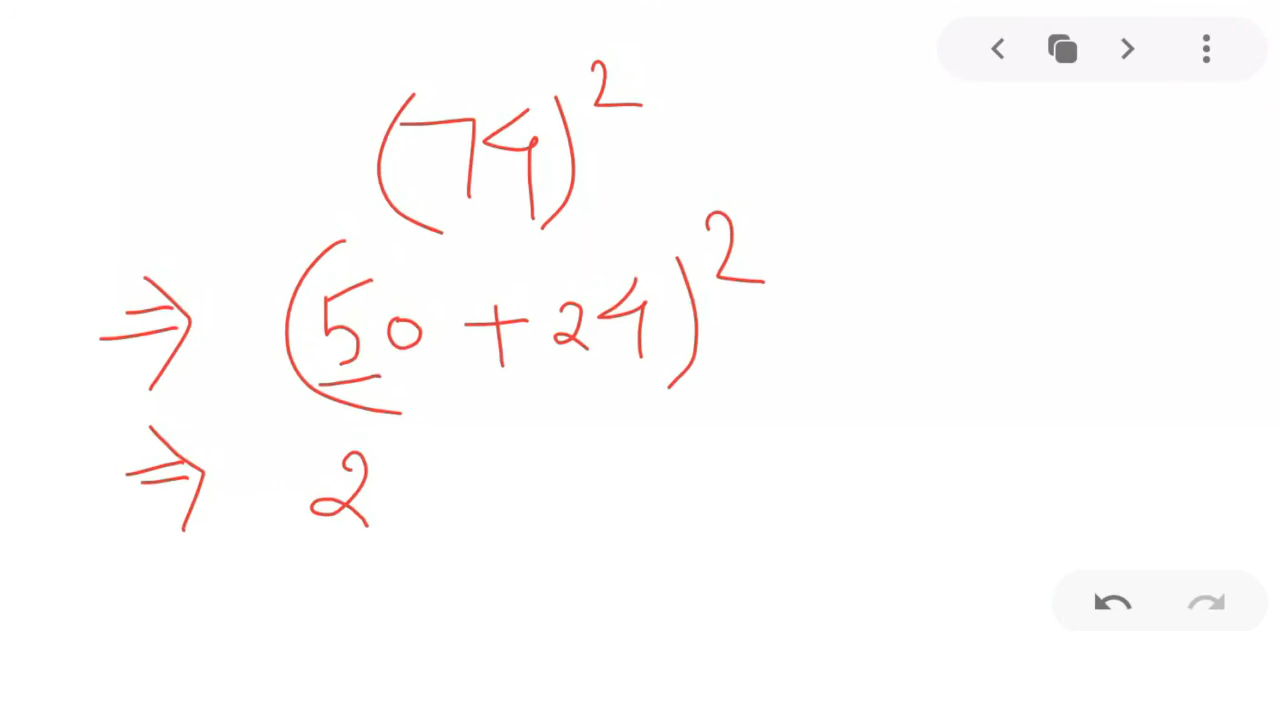 (74)²
⇒ (50 + 24)²
⇒ 2